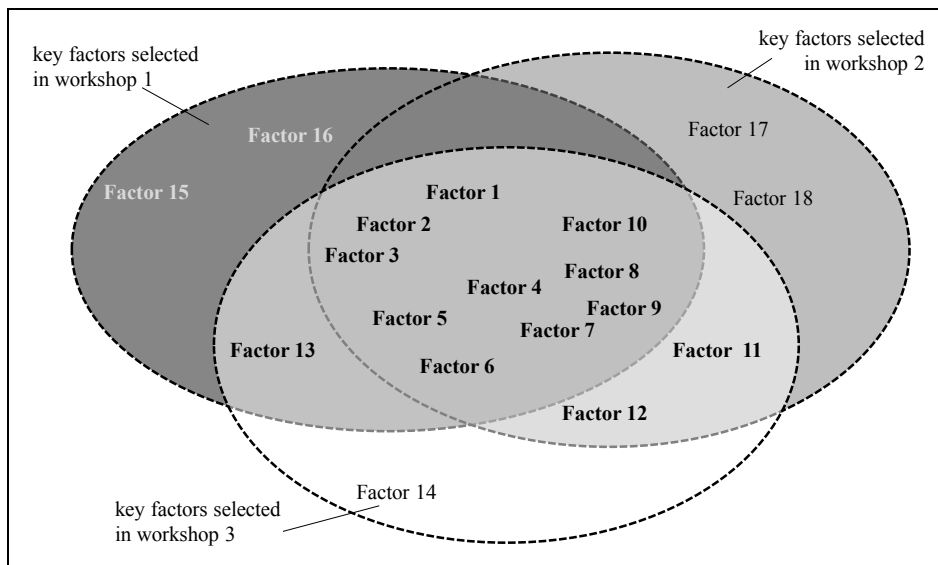 key factors selected
in workshop 1
key factors selected
in workshop 2
Factor 16
Factor 17
Factor 15
Factor 1
Factor 18
Factor 2
Factor 10
Factor 3
Factor 8
Factor 4
Factor 9
Factor 5
Factor 7
Factor 13
Factor 11
Factor 6
Factor 12
Factor 14
key factors selected
in workshop 3